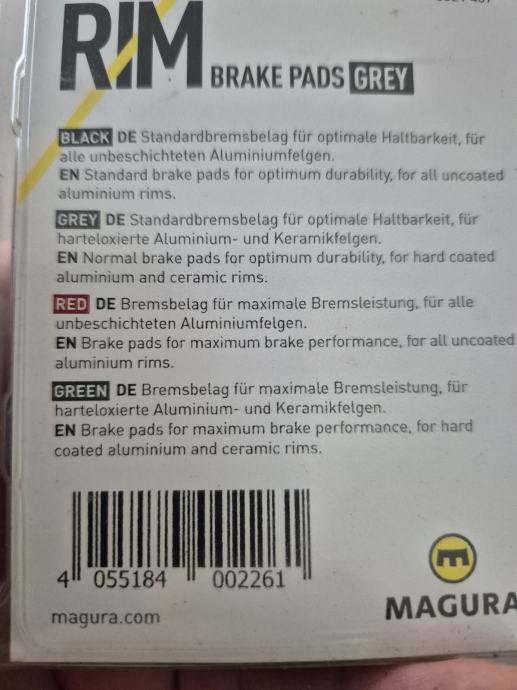 RIM BRAKE PADS GREY
BLACK DE Standardbremsbelag für optimale Haltbarkeit, für
alle unbeschichteten Aluminiumfelgen.
EN Standard brake pads for optimum durability, for all uncoated
aluminium rims.
GREY DE Standardbremsbelag für optimale Haltbarkeit, für
harteloxierte Aluminium- und Keramikfelgen.
EN Normal brake pads for optimum durability, for hard coated
aluminium and ceramic rims.
RED DE Bremsbelag für maximale Bremsleistung, für alle
unbeschichteten Aluminiumfelgen.
EN Brake pads for maximum brake performance, for all uncoated
aluminium rims.
GREEN DE Bremsbelag für maximale Bremsleistung, für
harteloxierte Aluminium- und Keramikfelgen.
EN Brake pads for maximum brake performance, for hard
coated aluminium and ceramic rims.
4 055184 002261
magura.com
MAGURA